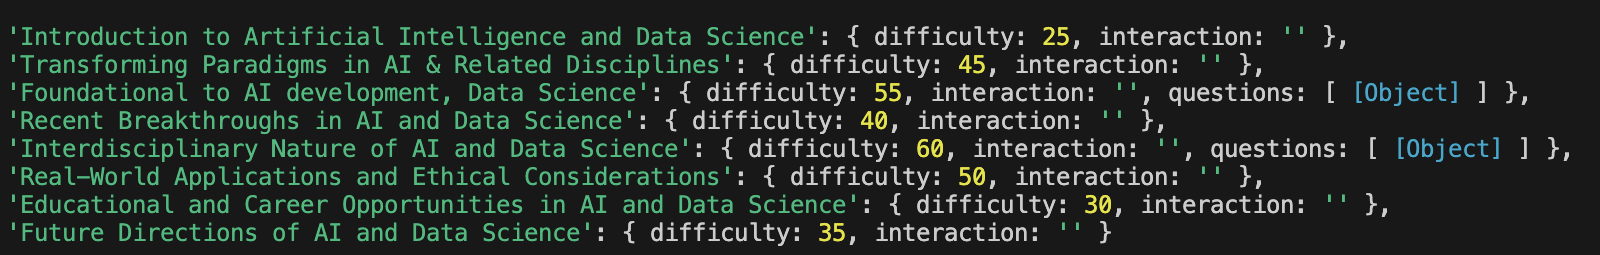 'Introduction to Artificial Intelligence and Data Science': { difficulty: 25, interaction: '' },
'Transforming Paradigms in AI & Related Disciplines': { difficulty: 45, interaction: '' },
'Foundational to AI development, Data Science': { difficulty: 55, interaction: '', questions: [ [Object] ] },
'Recent Breakthroughs in AI and Data Science': { difficulty: 40, interaction: '' },
'Interdisciplinary Nature of AI and Data Science': { difficulty: 60, interaction: '', questions: [ [Object] ] },
'Real-World Applications and Ethical Considerations': { difficulty: 50, interaction: '' },
'Educational and Career Opportunities in AI and Data Science': { difficulty: 30, interaction: '' },
'Future Directions of AI and Data Science': { difficulty: 35, interaction: '' }